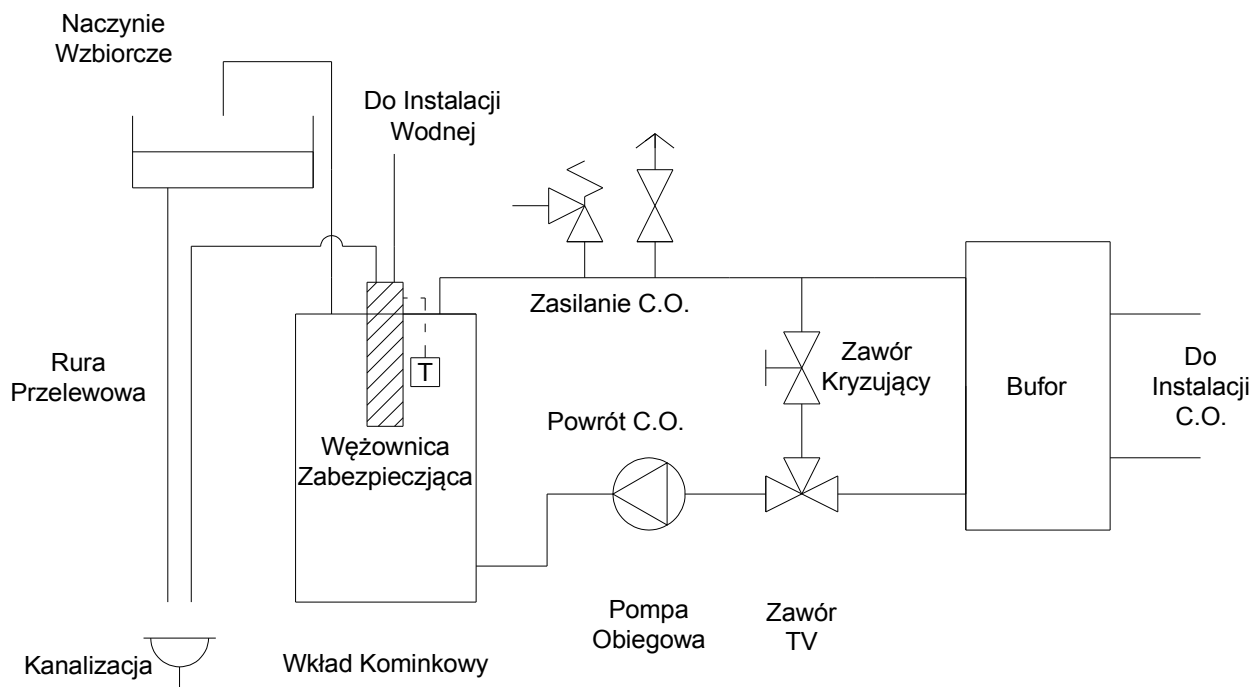 Naczynie
Wzbiorcze
Do Instalacji
Wodnej
Zasilanie C.O.
Rura
Przelewowa
T
Zawór
Kryzujący
Bufor
Do
Instalacji
C.O.
Powrót C.O.
Wężownica
Zabezpieczjąca
Pompa
Obiegowa
Zawór
TV
Kanalizacja
Wkład Kominkowy